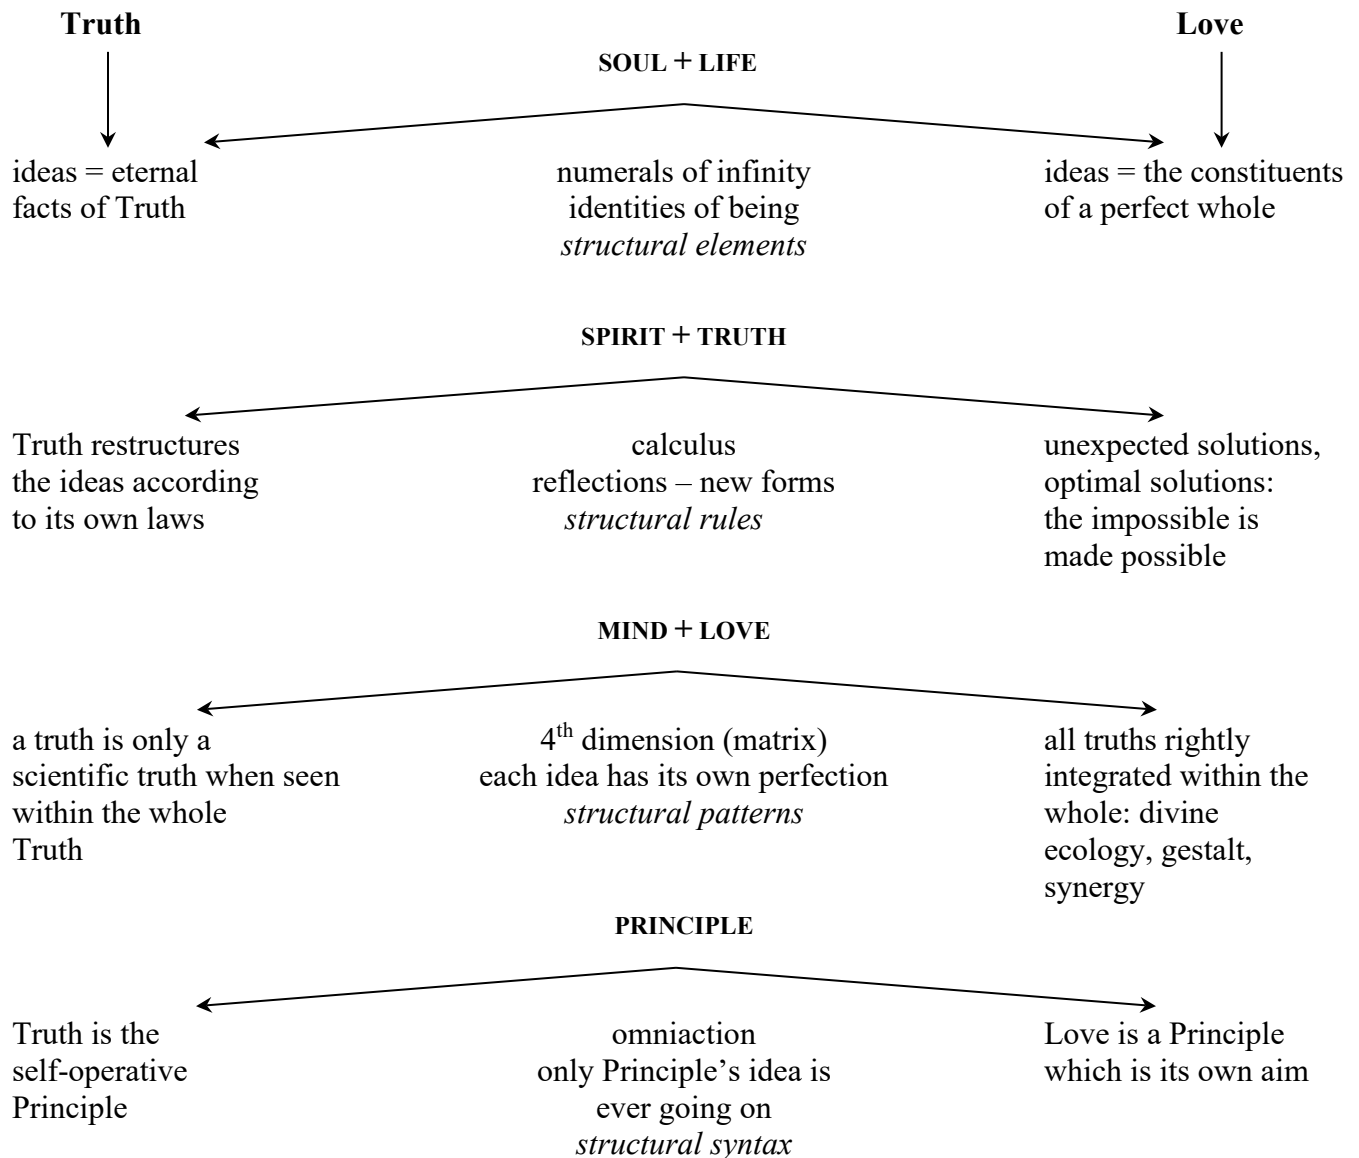 Truth
Love
SOUL + LIFE
ideas = eternal
facts of Truth
numerals of infinity
identities of being
structural elements
ideas = the constituents
of a perfect whole
SPIRIT + TRUTH
Truth restructures
the ideas according
to its own laws
calculus
reflections – new forms
structural rules
unexpected solutions,
optimal solutions:
the impossible is
made possible
MIND + LOVE
a truth is only a
scientific truth when seen
within the whole
Truth
4th dimension (matrix)
each idea has its own perfection
structural patterns
all truths rightly
integrated within the
whole: divine
ecology, gestalt,
synergy
PRINCIPLE
Truth is the
self-operative
Principle
omniaction
only Principle’s idea is
ever going on
structural syntax
Love is a Principle
which is its own aim